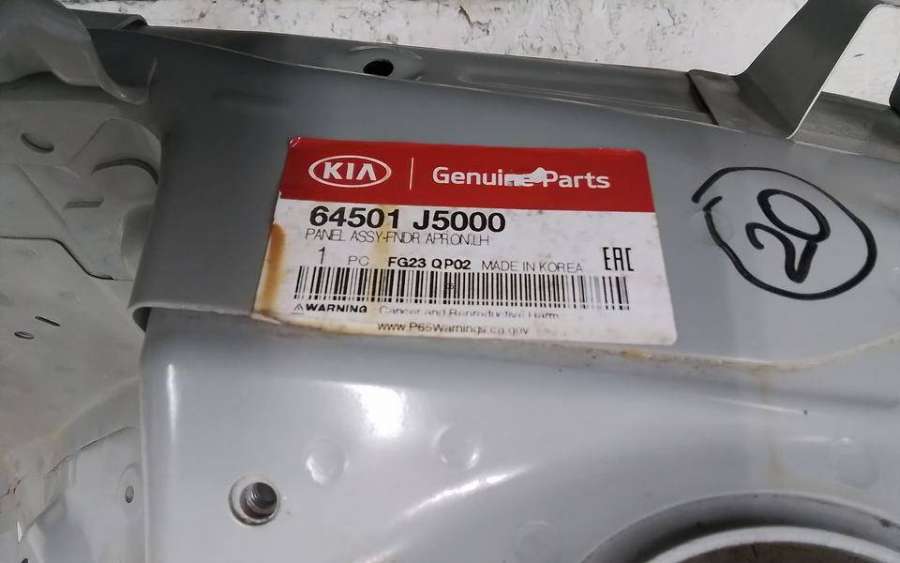 KIA Genuine Parts
64501 J5000
PANEL ASSY-FNDR APRON,LH
1 PC FG23 QP02 MADE IN KOREA EAC
WARNING Cancer and Reproductive Harm
www.P65Warnings.ca.gov
20